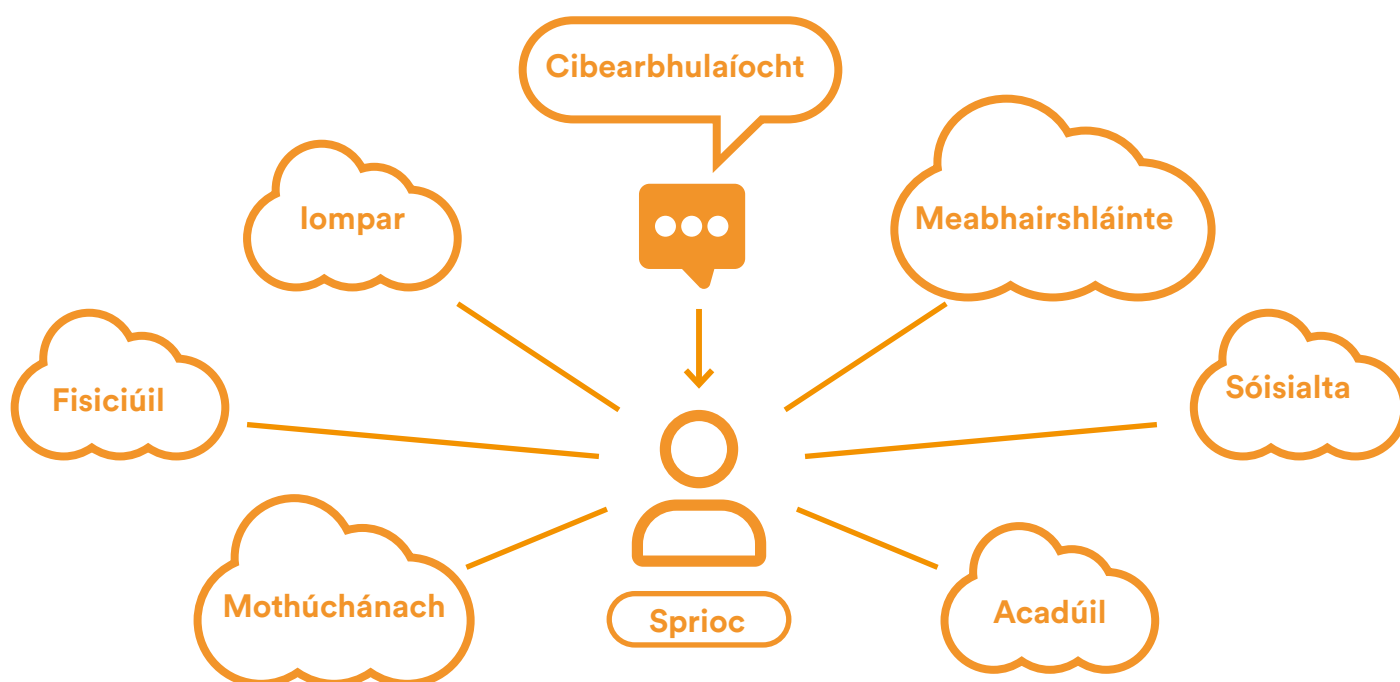 Cibearbhulaíocht
Iompar
Meabhairshláinte
Fisiciúil
Sóisialta
Mothúchánach
Sprioc
Acadúil